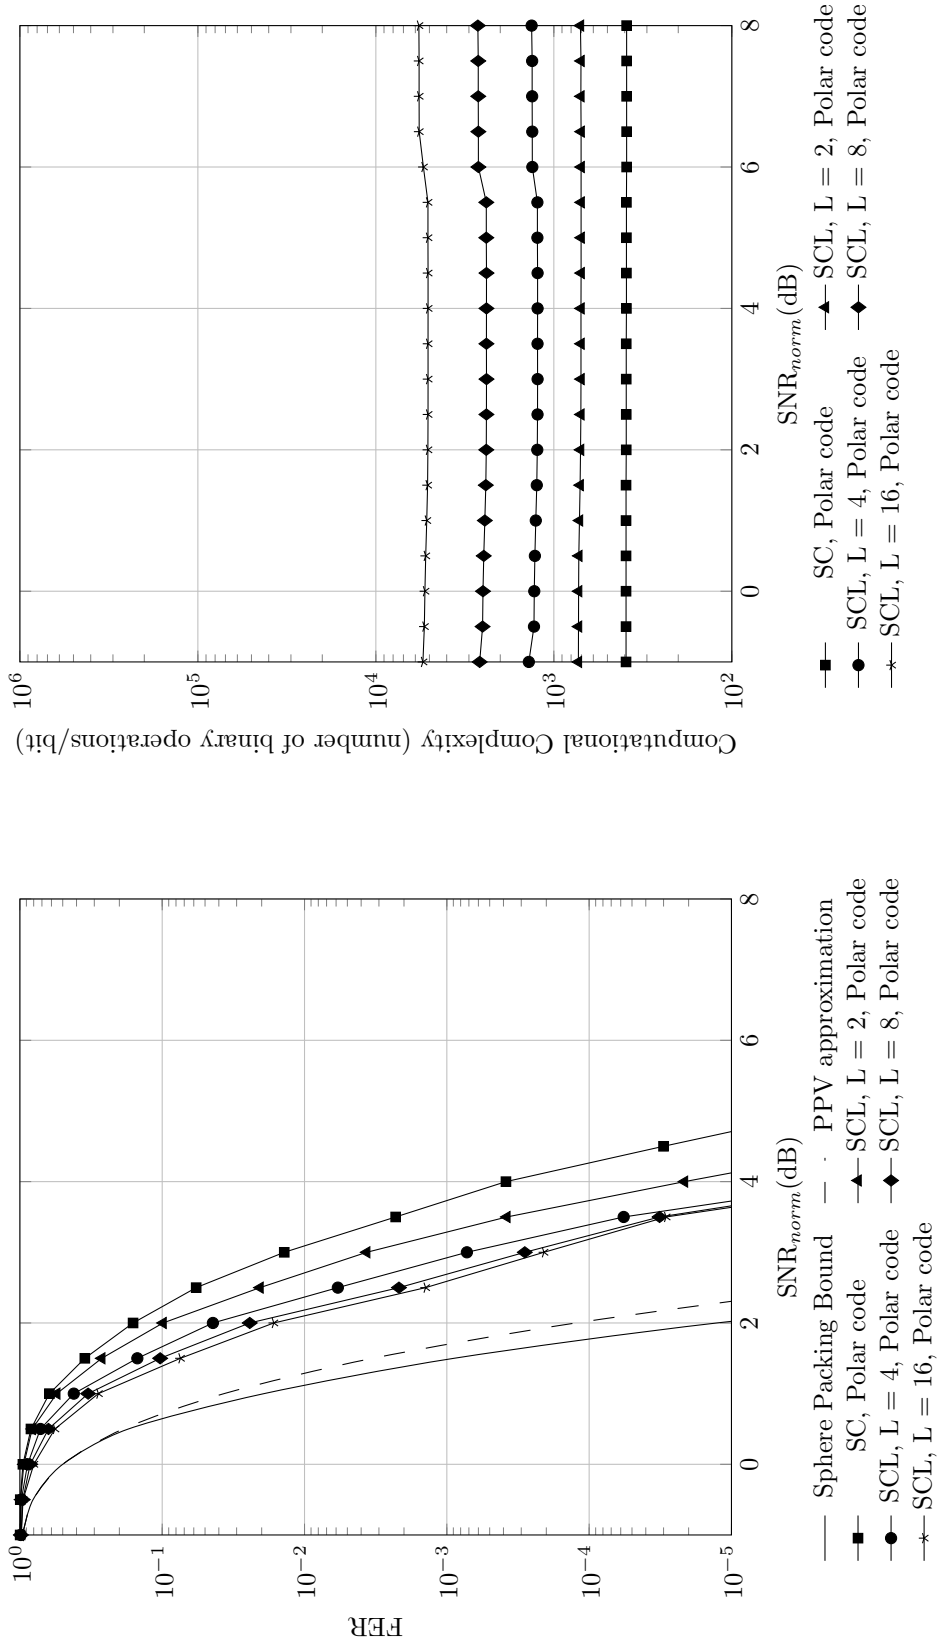 10^0
10^{-1}
10^{-2}
10^{-3}
10^{-4}
10^{-5}
FER
0
2
4
6
8
SNR_{norm}(dB)
Sphere Packing Bound
PPV approximation
SC, Polar code
SCL, L = 2, Polar code
SCL, L = 4, Polar code
SCL, L = 8, Polar code
SCL, L = 16, Polar code
10^6
10^5
10^4
10^3
10^2
Computational Complexity (number of binary operations/bit)
0
2
4
6
8
SNR_{norm}(dB)
SC, Polar code
SCL, L = 2, Polar code
SCL, L = 4, Polar code
SCL, L = 8, Polar code
SCL, L = 16, Polar code